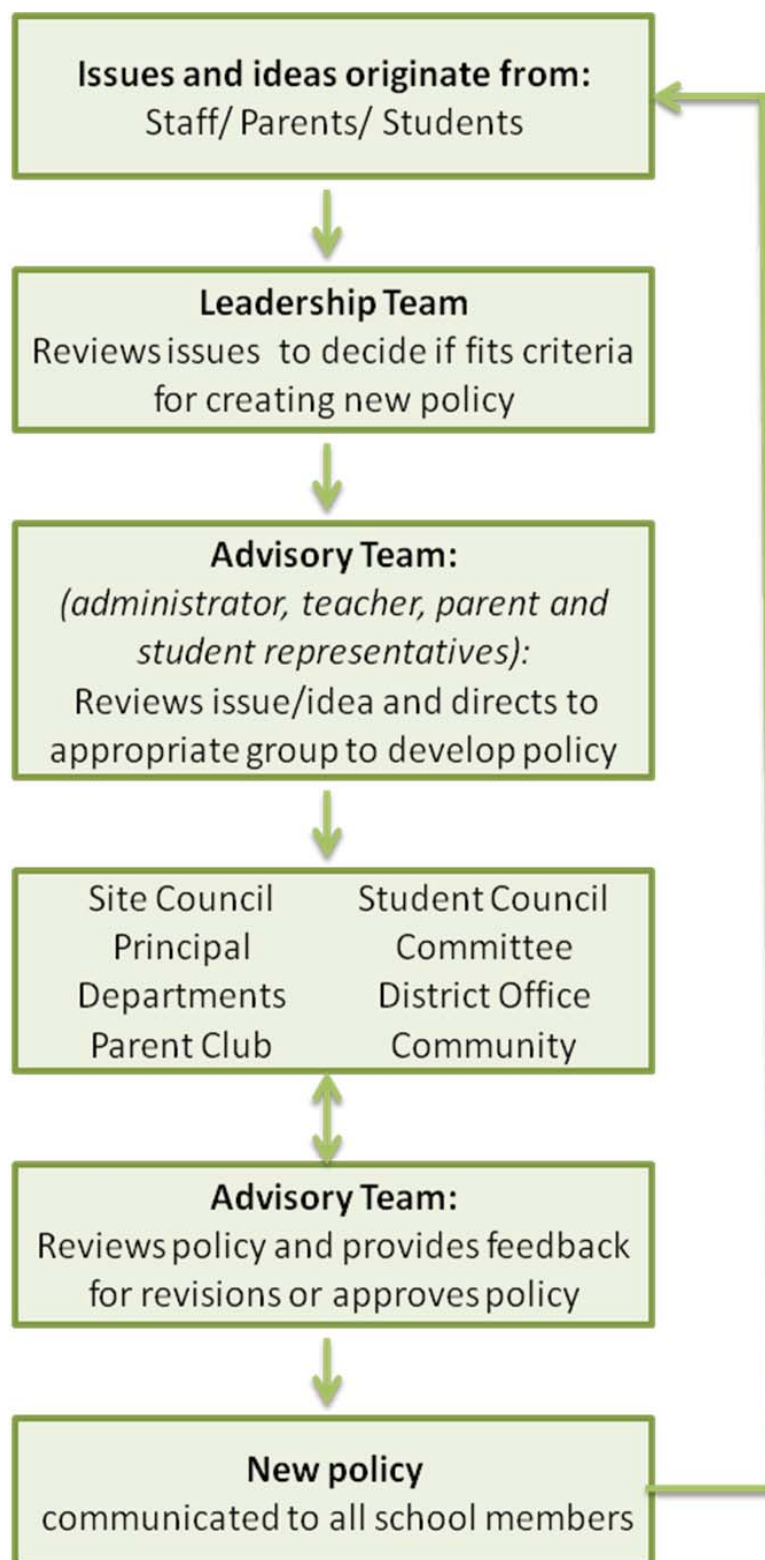 Issues and ideas originate from:
Staff/ Parents/ Students
Leadership Team
Reviews issues to decide if fits criteria
for creating new policy
Advisory Team:
(administrator, teacher, parent and
student representatives):
Reviews issue/idea and directs to
appropriate group to develop policy
Site Council Student Council
Principal Committee
Departments District Office
Parent Club Community
Advisory Team:
Reviews policy and provides feedback
for revisions or approves policy
New policy
communicated to all school members